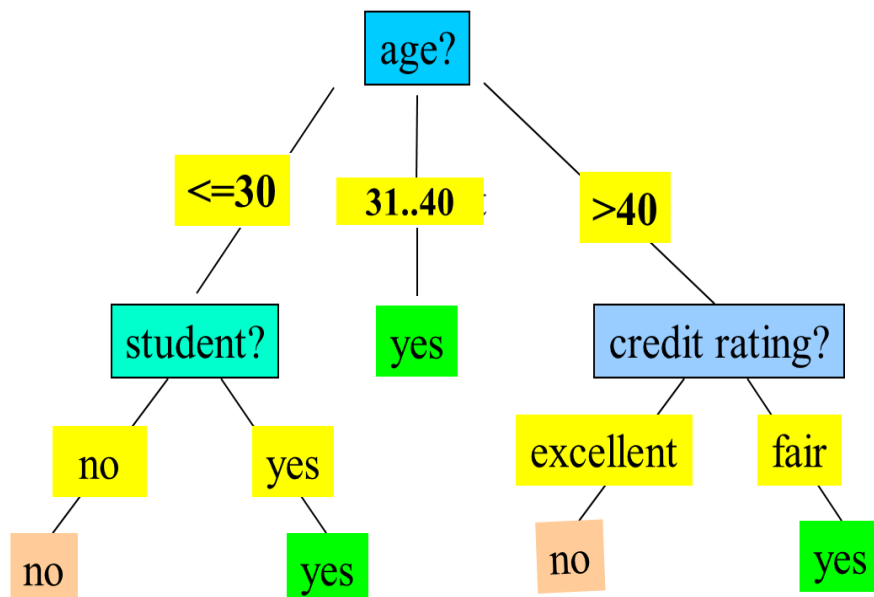 age?
<=30
31..40
>40
student?
yes
credit rating?
no
yes
excellent
fair
no
yes
no
yes